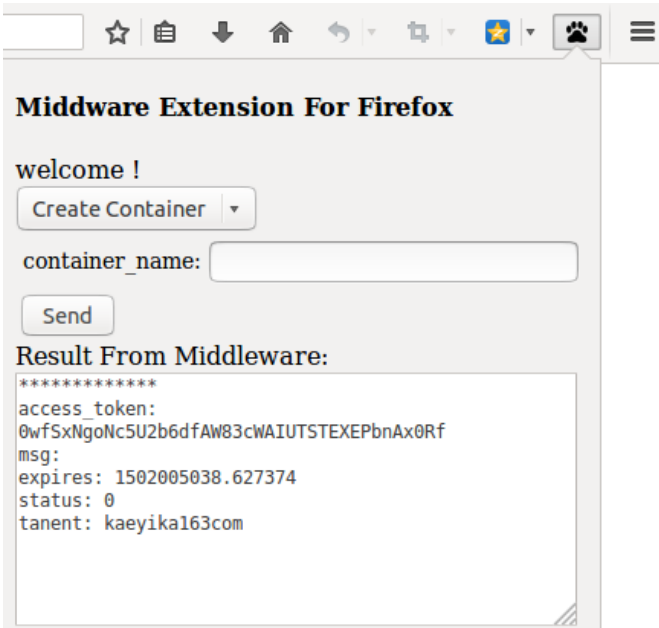 Middware Extension For Firefox
welcome !
Create Container
container_name:
Send
Result From Middleware:
*************
access_token:
0wfSxNgoNc5U2b6dfAW83cWAIUTSTEXEPbnAx0Rf
msg:
expires: 1502005038.627374
status: 0
tanent: kaeyika163com